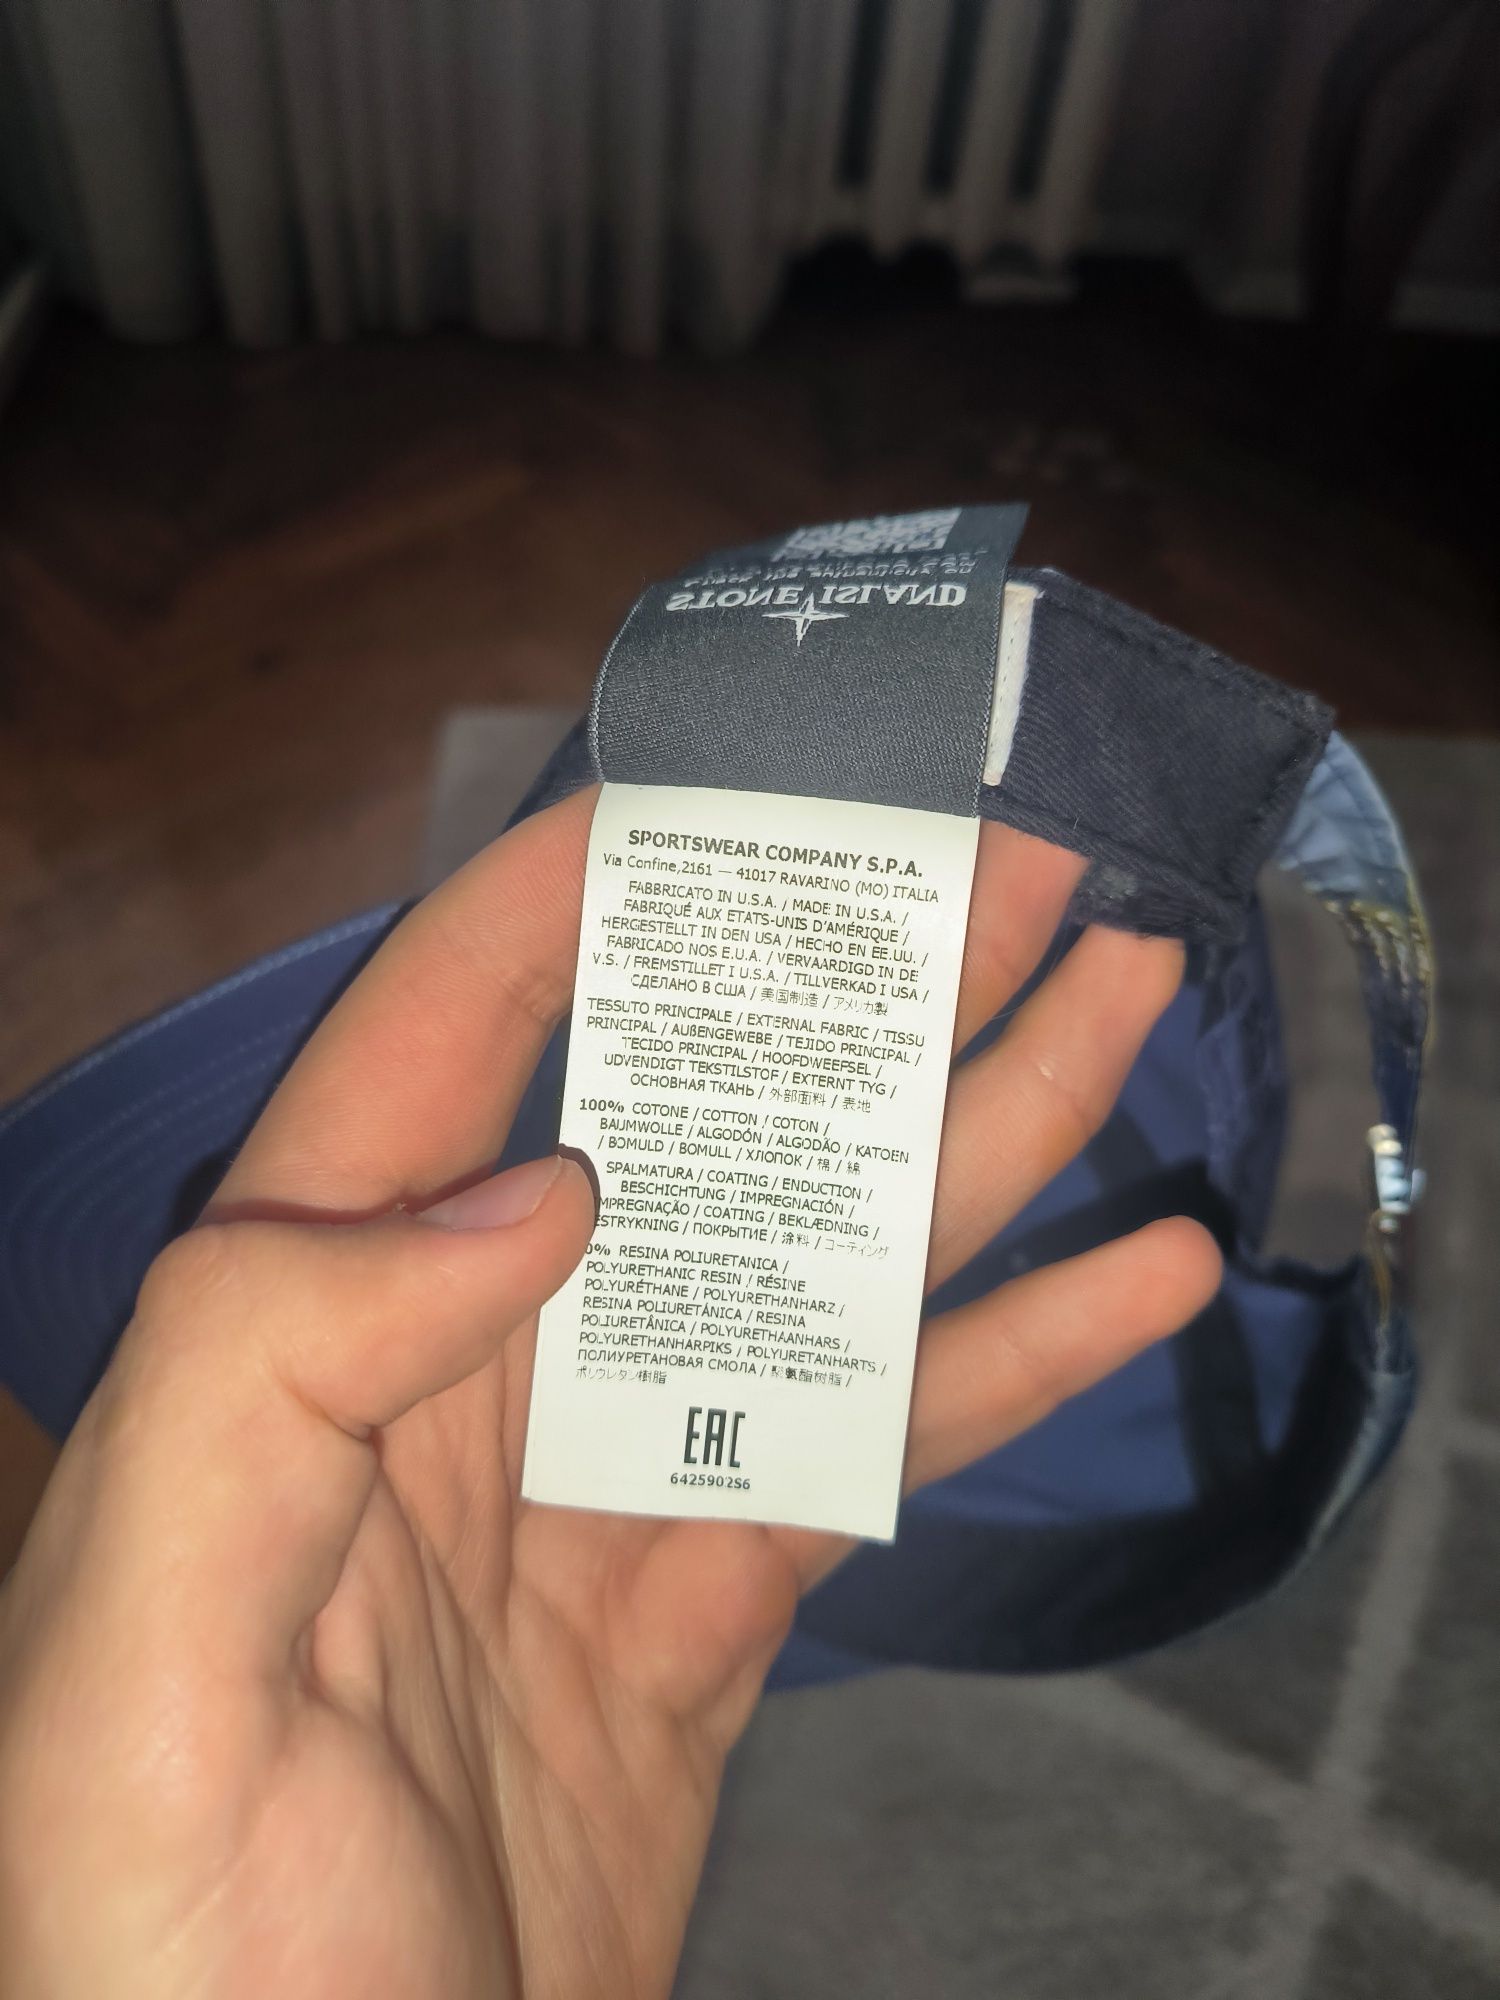 STONE ISLAND
SPORTSWEAR COMPANY S.P.A.
Via Confine,2161 — 41017 RAVARINO (MO) ITALIA
FABBRICATO IN U.S.A. / MADE IN U.S.A. /
FABRIQUÉ AUX ETATS-UNIS D'AMÉRIQUE /
HERGESTELLT IN DEN USA / HECHO EN EE.UU. /
FABRICADO NOS E.U.A. / VERVAARDIGD IN DE
V.S. / FREMSTILLET I U.S.A. / TILLVERKAD I USA /
СДЕЛАНО В США / 美国制造 / アメリカ製
TESSUTO PRINCIPALE / EXTERNAL FABRIC / TISSU
PRINCIPAL / AUßENGEWEBE / TEJIDO PRINCIPAL /
TECIDO PRINCIPAL / HOOFDWEEFSEL /
UDVENDIGT TEKSTILSTOF / EXTERNT TYG /
ОСНОВНАЯ ТКАНЬ / 外部面料 / 表地
100% COTONE / COTTON / COTON /
BAUMWOLLE / ALGODÓN / ALGODÃO / KATOEN
/ BOMULD / BOMULL / ХЛОПОК / 棉 / 綿
SPALMATURA / COATING / ENDUCTION /
BESCHICHTUNG / IMPREGNACIÓN /
IMPREGNAÇÃO / COATING / BEKLÆDNING /
ESTRYKNING / ПОКРЫТИЕ / 涂料 / コーティング
0% RESINA POLIURETANICA /
POLYURETHANIC RESIN / RÉSINE
POLYURÉTHANE / POLYURETHANHARZ /
RESINA POLIURETÁNICA / RESINA
POLIURETÂNICA / POLYURETHAANHARS /
POLYURETHANHARPIKS / POLYURETANHARTS /
ПОЛИУРЕТАНОВАЯ СМОЛА / 聚氨酯树脂 /
ポリウレタン樹脂
EAC
6425902S6